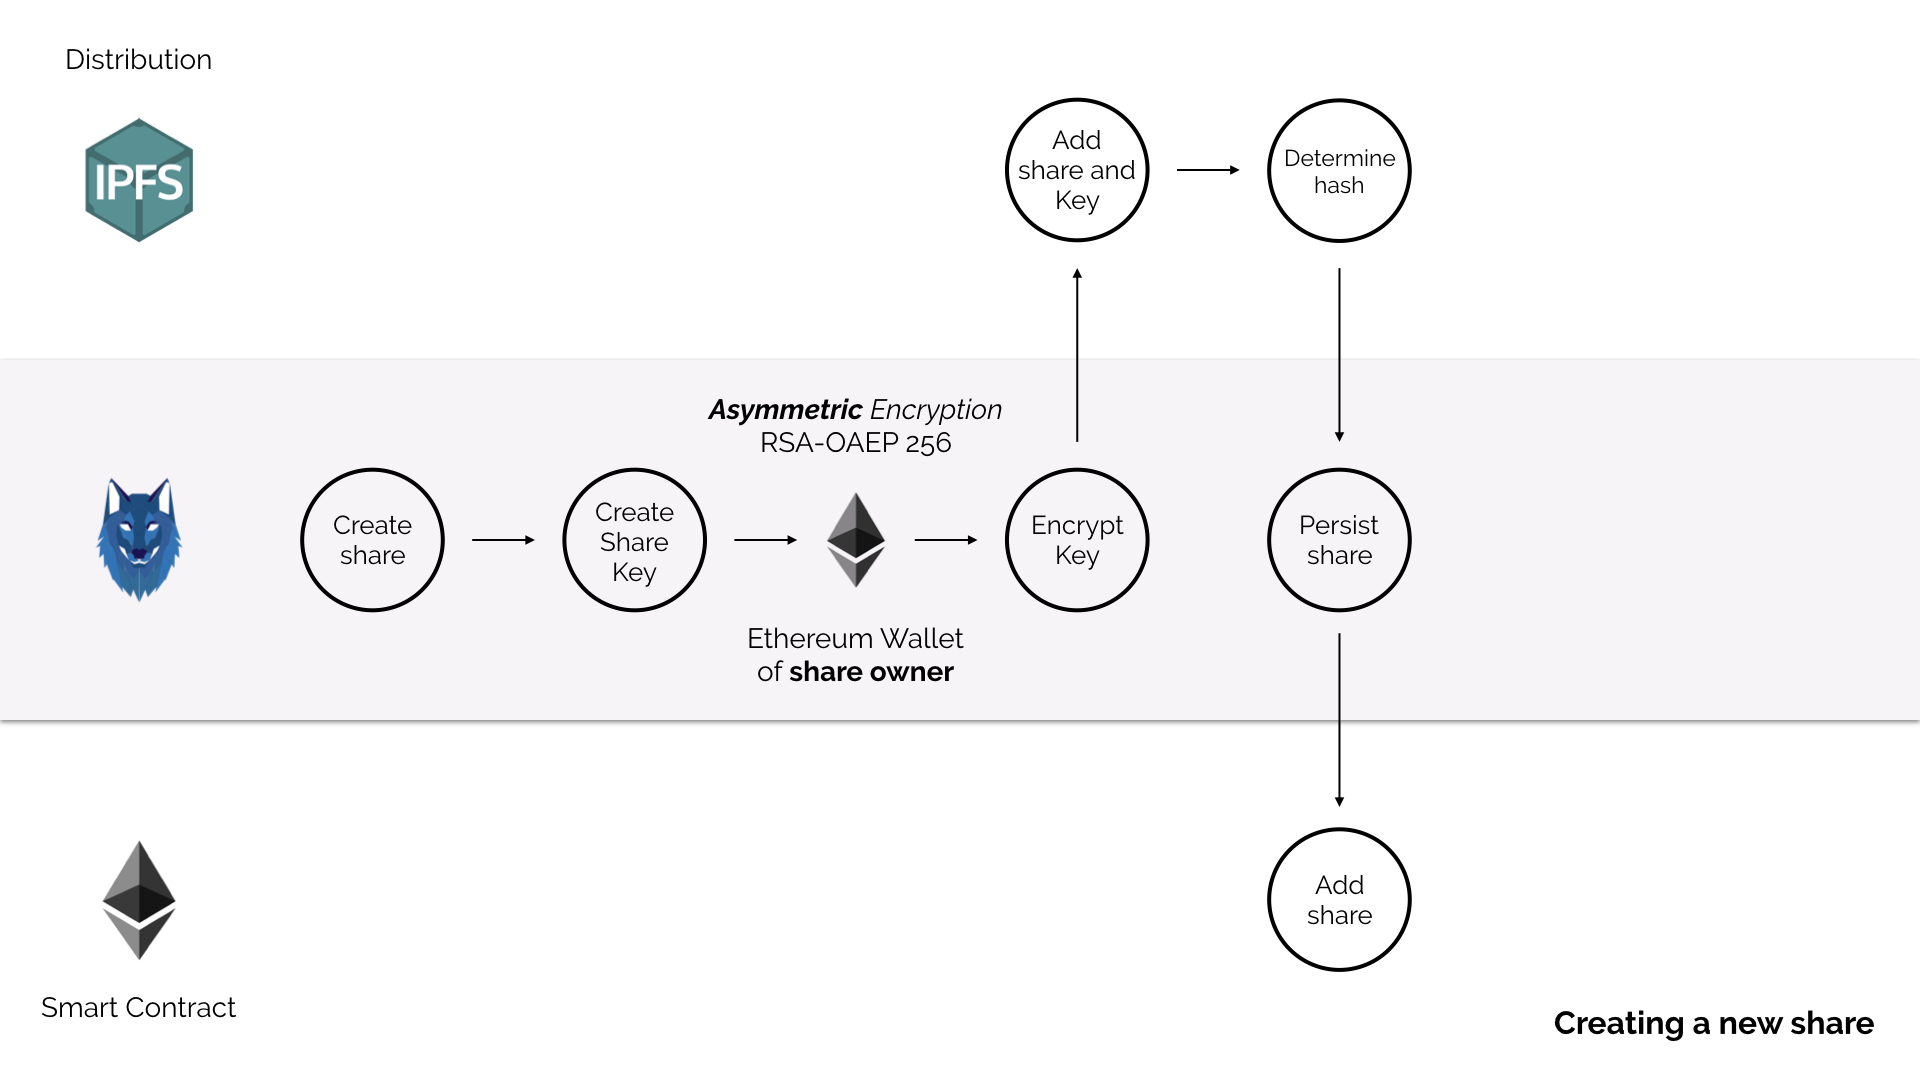 Distribution
IPFS
Add
share and
Key
Determine
hash
Asymmetric Encryption
RSA-OAEP 256
Create
share
Create
Share
Key
Encrypt
Key
Persist
share
Ethereum Wallet
of share owner
Add
share
Smart Contract
Creating a new share